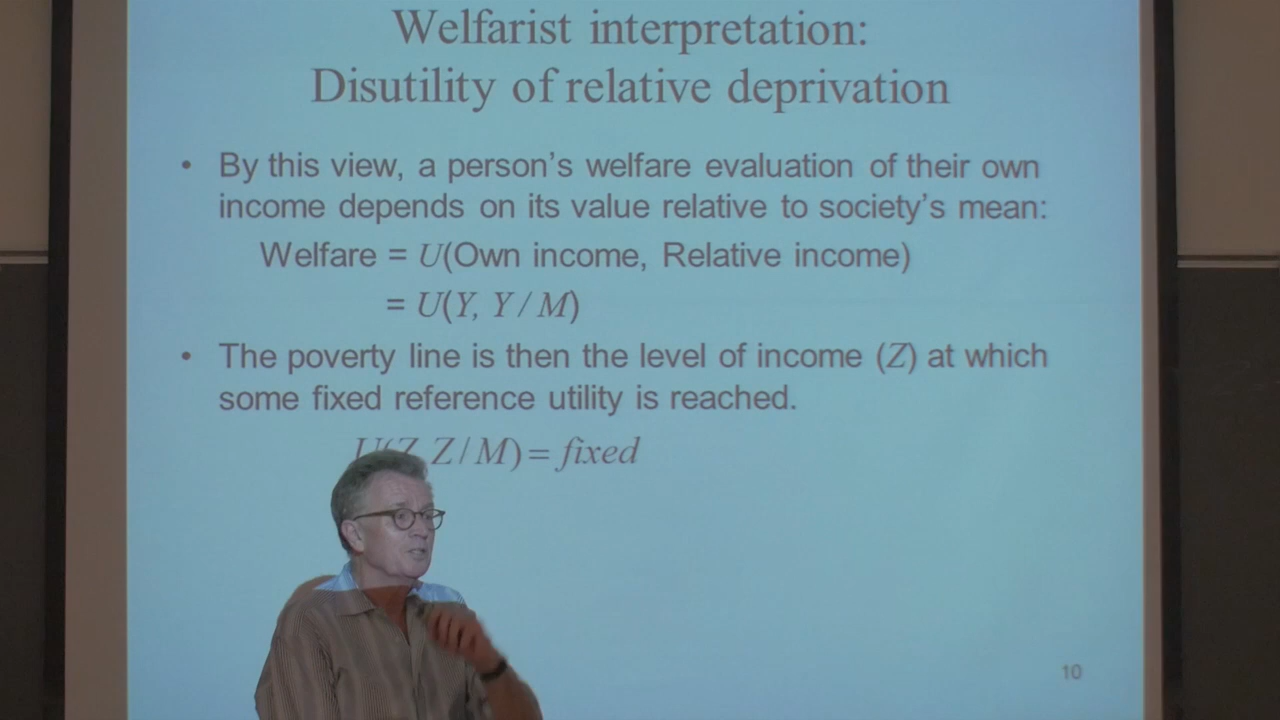 Welfarist interpretation:
Disutility of relative deprivation
• By this view, a person's welfare evaluation of their own
income depends on its value relative to society's mean:
Welfare = U(Own income, Relative income)
= U(Y, Y / M)
• The poverty line is then the level of income (Z) at which
some fixed reference utility is reached.
U(Z, Z / M) = fixed
10